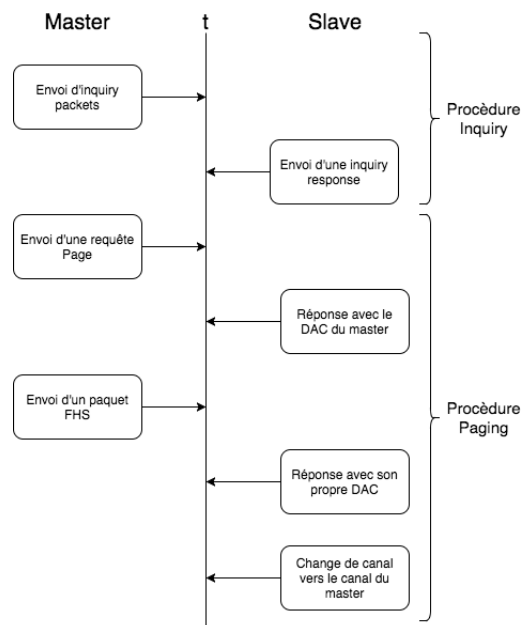 Master
t
Slave
Envoi d'inquiry
packets
Procèdure
Inquiry
Envoi d'une inquiry
response
Envoi d'une requête
Page
Réponse avec le
DAC du master
Envoi d'un paquet
FHS
Procèdure
Paging
Réponse avec son
propre DAC
Change de canal
vers le canal du
master